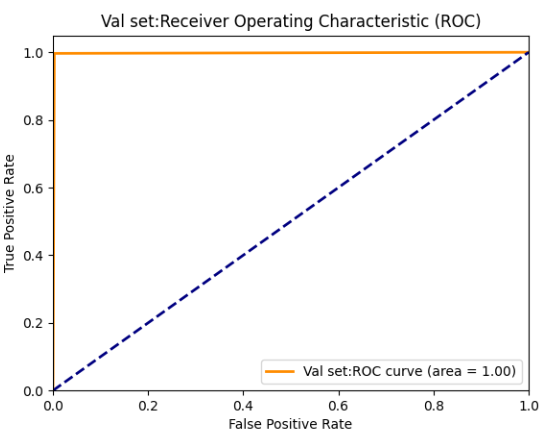 Val set:Receiver Operating Characteristic (ROC)
1.0
0.8
0.6
0.4
0.2
0.0
True Positive Rate
Val set:ROC curve (area = 1.00)
0.0 0.2 0.4 0.6 0.8 1.0
False Positive Rate